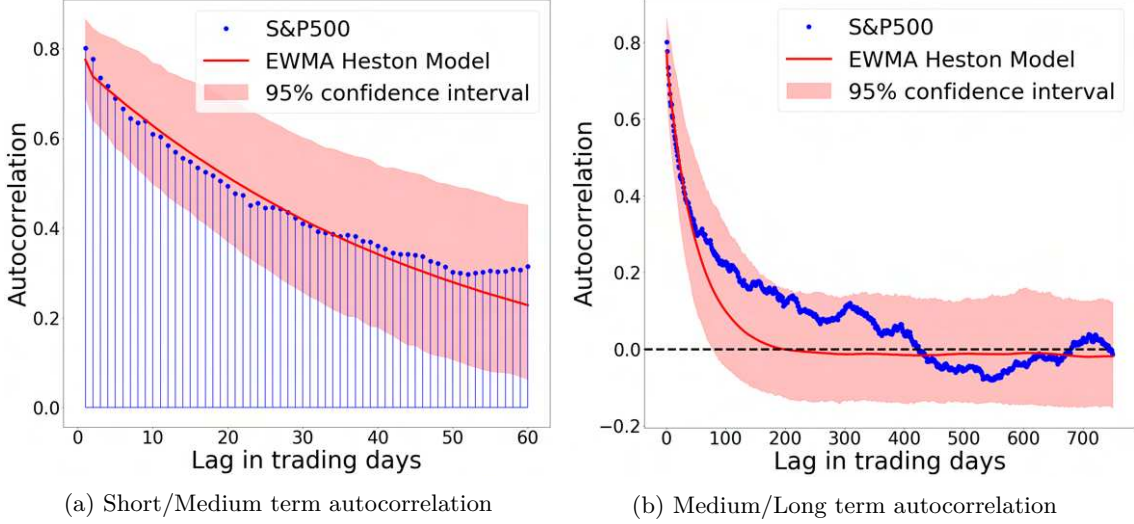 S&P500
EWMA Heston Model
95% confidence interval
Autocorrelation
0.8
0.6
0.4
0.2
0.0
0
10
20
30
40
50
60
Lag in trading days
(a) Short/Medium term autocorrelation
S&P500
EWMA Heston Model
95% confidence interval
Autocorrelation
0.8
0.6
0.4
0.2
0.0
−0.2
0
100
200
300
400
500
600
700
Lag in trading days
(b) Medium/Long term autocorrelation